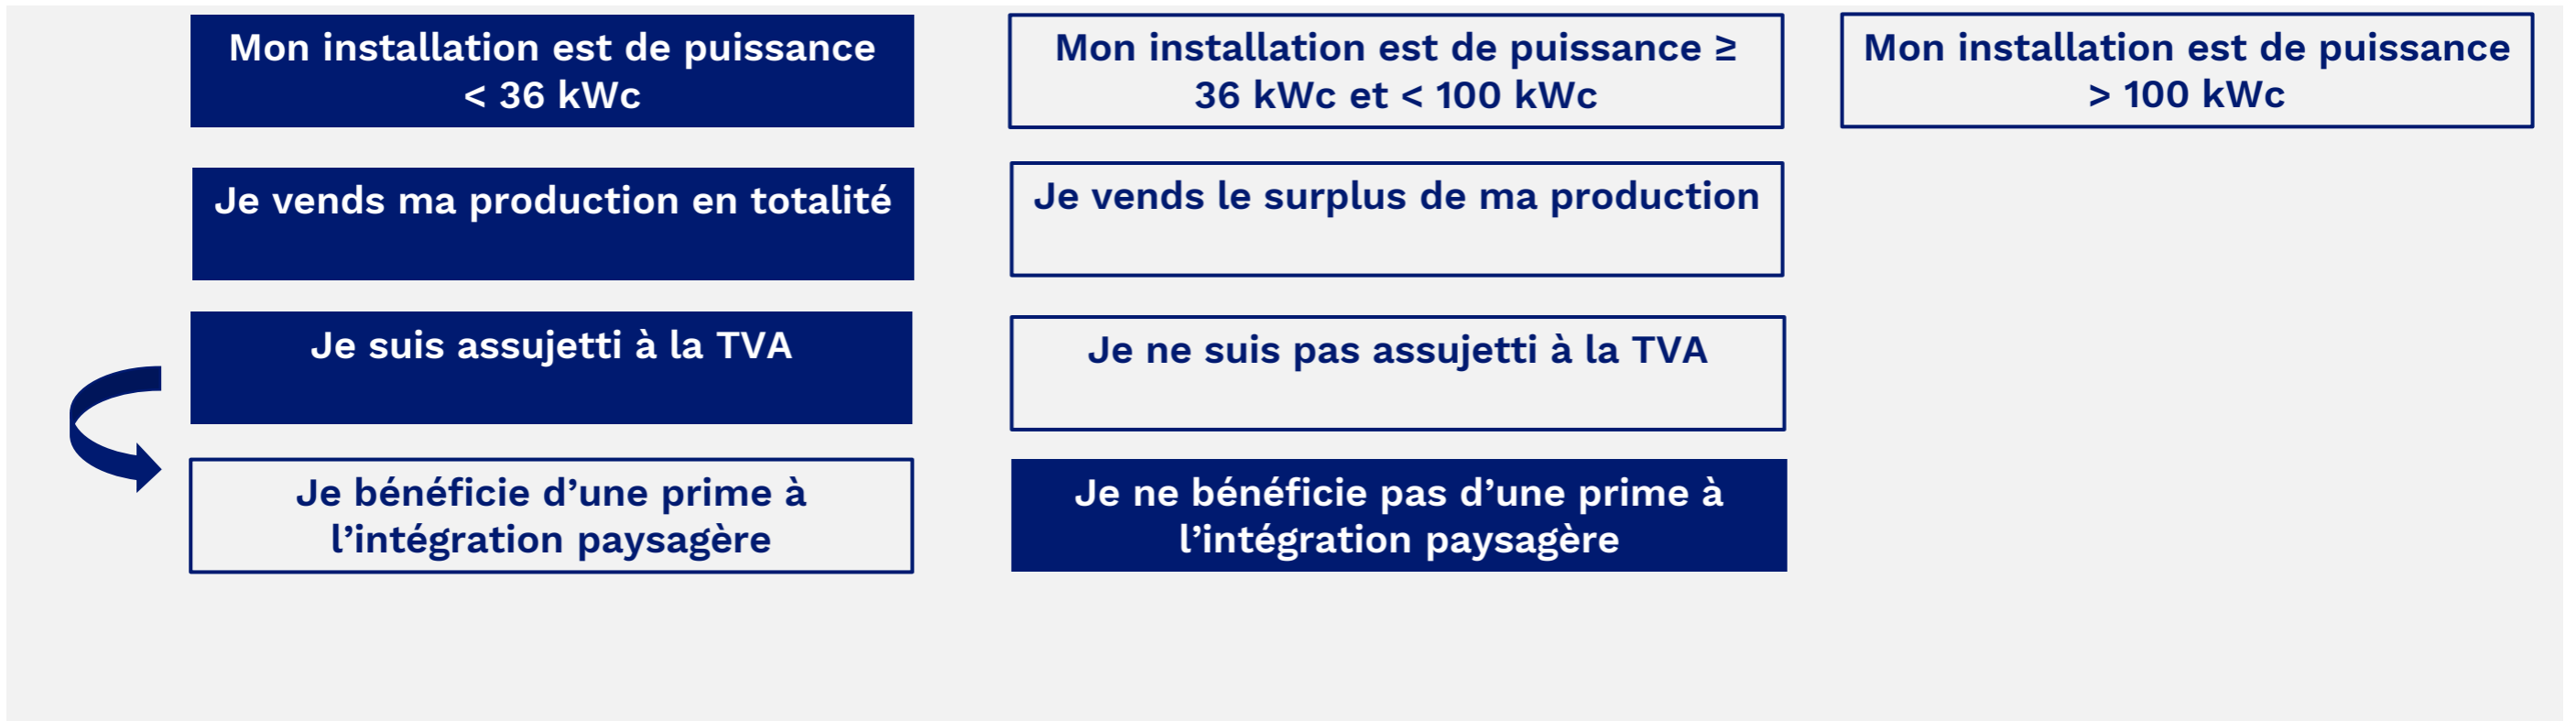 Mon installation est de puissance
< 36 kWc
Mon installation est de puissance ≥
36 kWc et < 100 kWc
Mon installation est de puissance
> 100 kWc
Je vends ma production en totalité
Je vends le surplus de ma production
Je suis assujetti à la TVA
Je ne suis pas assujetti à la TVA
Je bénéficie d’une prime à
l’intégration paysagère
Je ne bénéficie pas d’une prime à
l’intégration paysagère